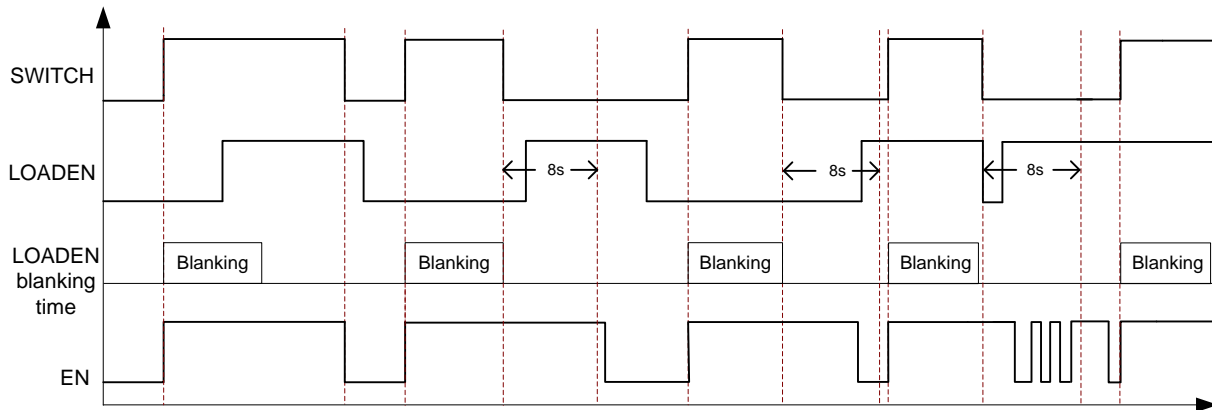 SWITCH
LOADEN
8s
8s
8s
LOADEN
blanking
time
Blanking
Blanking
Blanking
Blanking
Blanking
EN